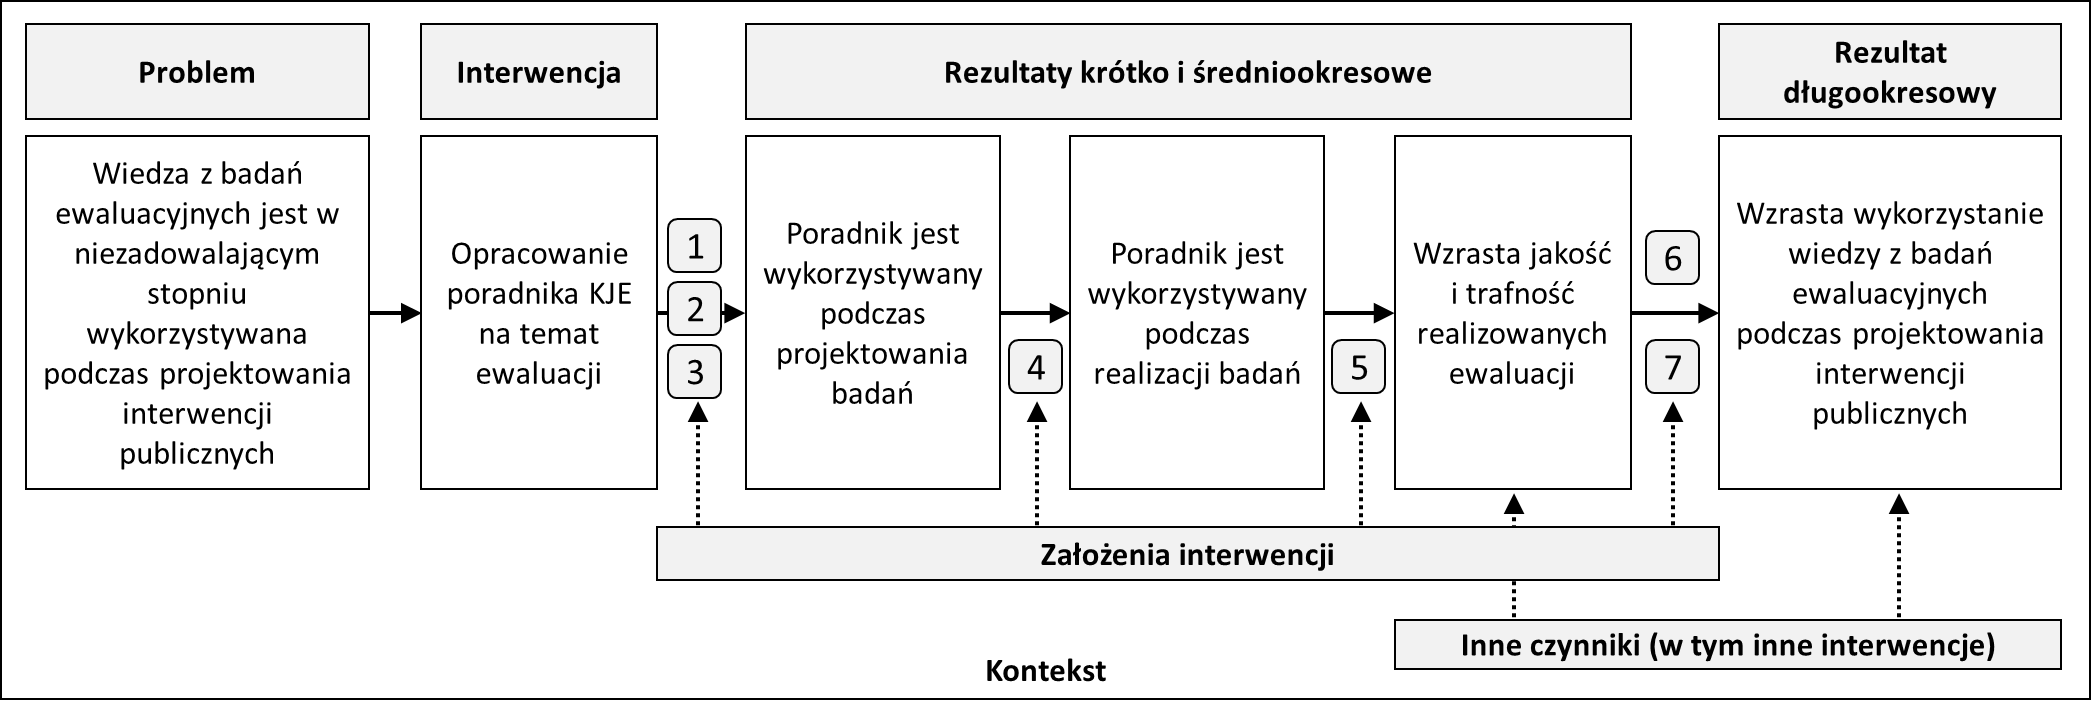 Problem
Interwencja
Rezultaty krótko i średniookresowe
Rezultat
długookresowy
Wiedza z badań
ewaluacyjnych jest w
niezadowalającym
stopniu
wykorzystywana
podczas projektowania
interwencji
publicznych
Opracowanie
poradnika KJE
na temat
ewaluacji
1
2
3
Poradnik jest
wykorzystywany
podczas
projektowania
badań
4
Poradnik jest
wykorzystywany
podczas
realizacji badań
5
Wzrasta jakość
i trafność
realizowanych
ewaluacji
6
7
Wzrasta wykorzystanie
wiedzy z badań
ewaluacyjnych
podczas projektowania
interwencji
publicznych
Założenia interwencji
Inne czynniki (w tym inne interwencje)
Kontekst